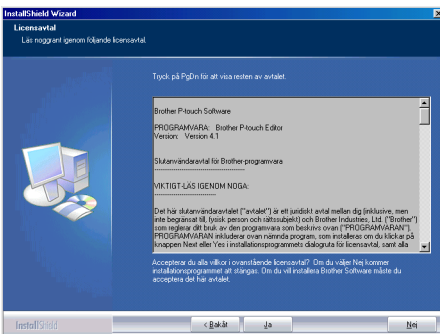 InstallShield Wizard
Licensavtal
Läs noggrant igenom följande licensavtal.
Tryck på PgDn för att visa resten av avtalet.
Brother P-touch Software
PROGRAMVARA: Brother P-touch Editor
Version: Version 4.1
Slutanvändaravtal för Brother-programvara
------------------------------
VIKTIGT-LÄS IGENOM NOGA:
------------------------------
Det här slutanvändaravtalet ("avtalet") är ett juridiskt avtal mellan dig (inklusive, men
inte begränsat till, fysisk person och rättssubjekt) och Brother Industries, Ltd. ("Brother")
som reglerar ditt bruk av den programvara som beskrivs ovan ("PROGRAMVARAN").
PROGRAMVARAN inkluderar ovan nämnda program, som installeras om du klickar på
knappen Next eller Yes i installationsprogrammets dialogruta för licensavtal, samt alla
Accepterar du alla villkor i ovanstående licensavtal? Om du väljer Nej kommer
installationsprogrammet att stängas. Om du vill installera Brother Software måste du
acceptera det här avtalet.
InstallShield
< Bakåt
Ja
Nej